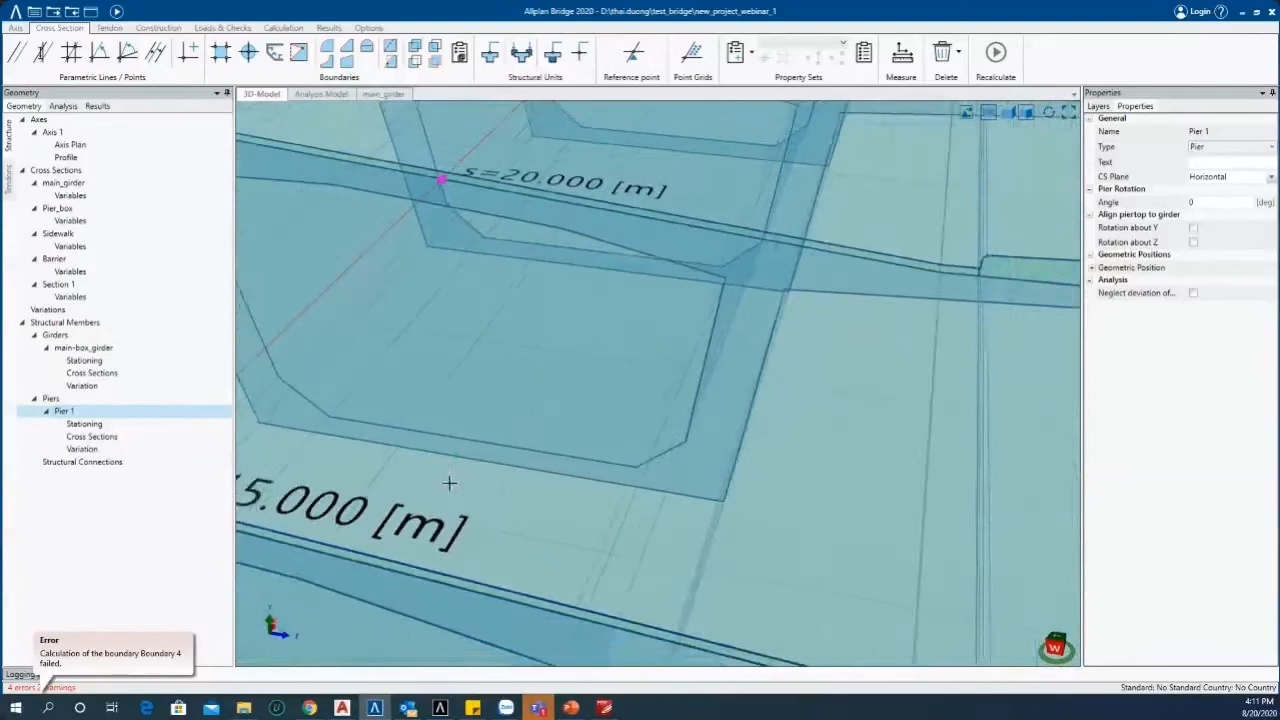 Allplan Bridge 2020 - D:\thai.duong\test_bridge\new_project_webinar_1
Login
Axis Cross Section Tendon Construction Loads & Checks Calculation Results Options
Parametric Lines / Points Boundaries Structural Units Reference point Point Grids Property Sets Measure Delete Recalculate
Geometry
Geometry Analysis Results
Structure
Tendons
Axes
Axis 1
Axis Plan
Profile
Cross Sections
main_girder
Variables
Pier_box
Variables
Sidewalk
Variables
Barrier
Variables
Section 1
Variables
Variations
Structural Members
Girders
main-box_girder
Stationing
Cross Sections
Variation
Piers
Pier 1
Stationing
Cross Sections
Variation
Structural Connections
3D-Model Analysis Model main_girder
s=20.000 [m]
5.000 [m]
W
Properties
Layers Properties
General
Name Pier 1
Type Pier
Text
CS Plane Horizontal
Pier Rotation
Angle 0 [deg]
Align piertop to girder
Rotation about Y
Rotation about Z
Geometric Positions
Geometric Position
Analysis
Neglect deviation of...
Error
Calculation of the boundary Boundary 4
failed.
Logging
4 errors
Standard: No Standard Country: No Country
4:11 PM
8/20/2020